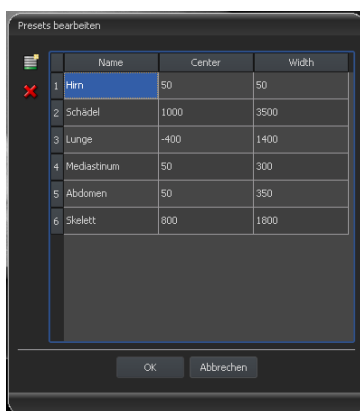 Presets bearbeiten
Name Center Width
1 Hirn 50 50
2 Schädel 1000 3500
3 Lunge -400 1400
4 Mediastinum 50 300
5 Abdomen 50 350
6 Skelett 800 1800
OK Abbrechen